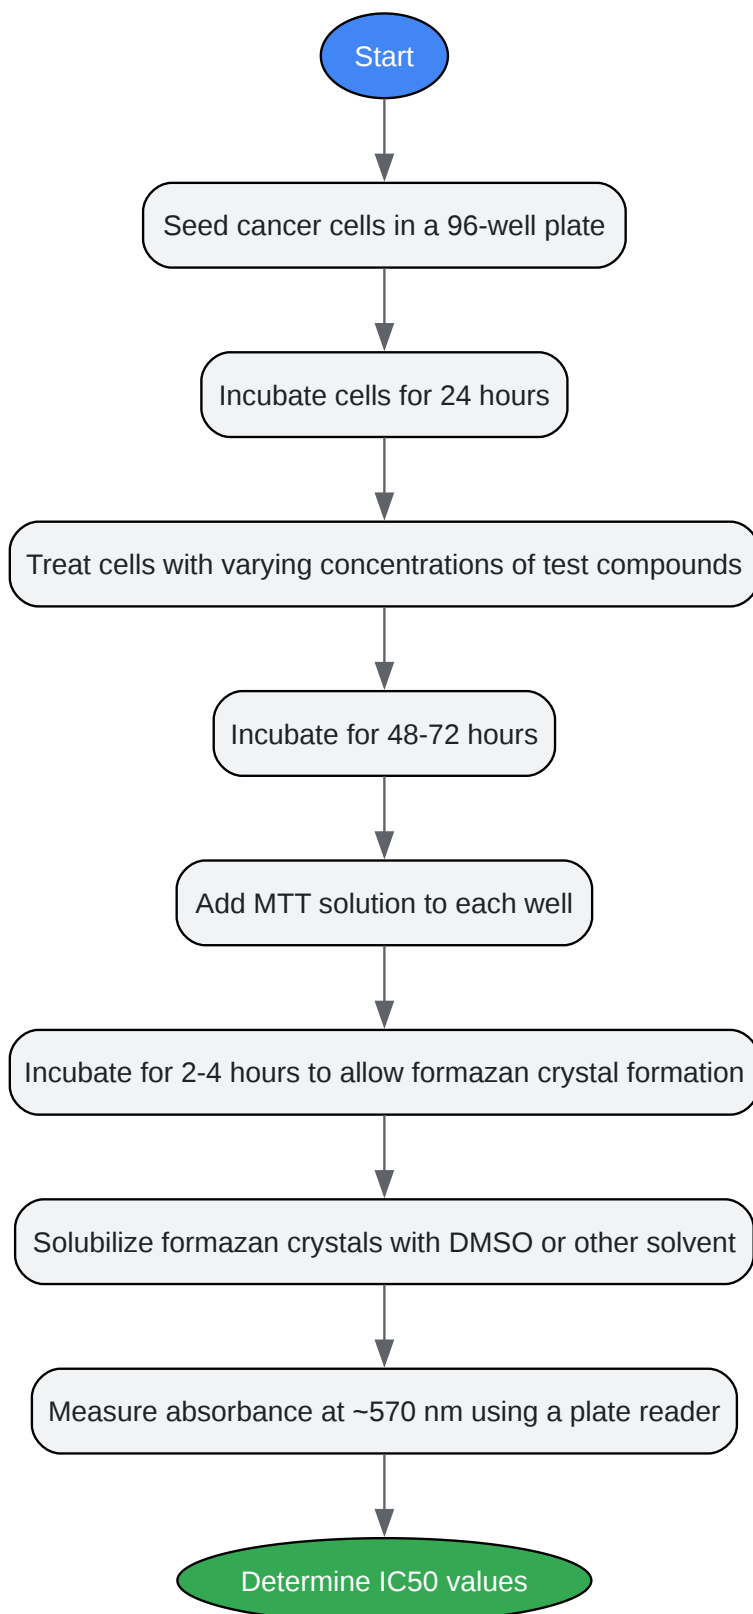 Start
Seed cancer cells in a 96-well plate
Incubate cells for 24 hours
Treat cells with varying concentrations of test compounds
Incubate for 48-72 hours
Add MTT solution to each well
Incubate for 2-4 hours to allow formazan crystal formation
Solubilize formazan crystals with DMSO or other solvent
Measure absorbance at ~570 nm using a plate reader
Determine IC50 values